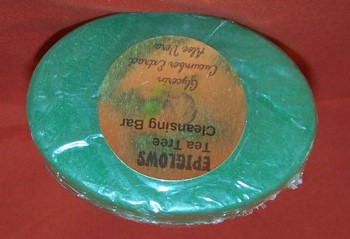 EPIGLOWS
Tea Tree
Cleansing Bar
Glycerin
Cucumber Extract
Aloe Vera